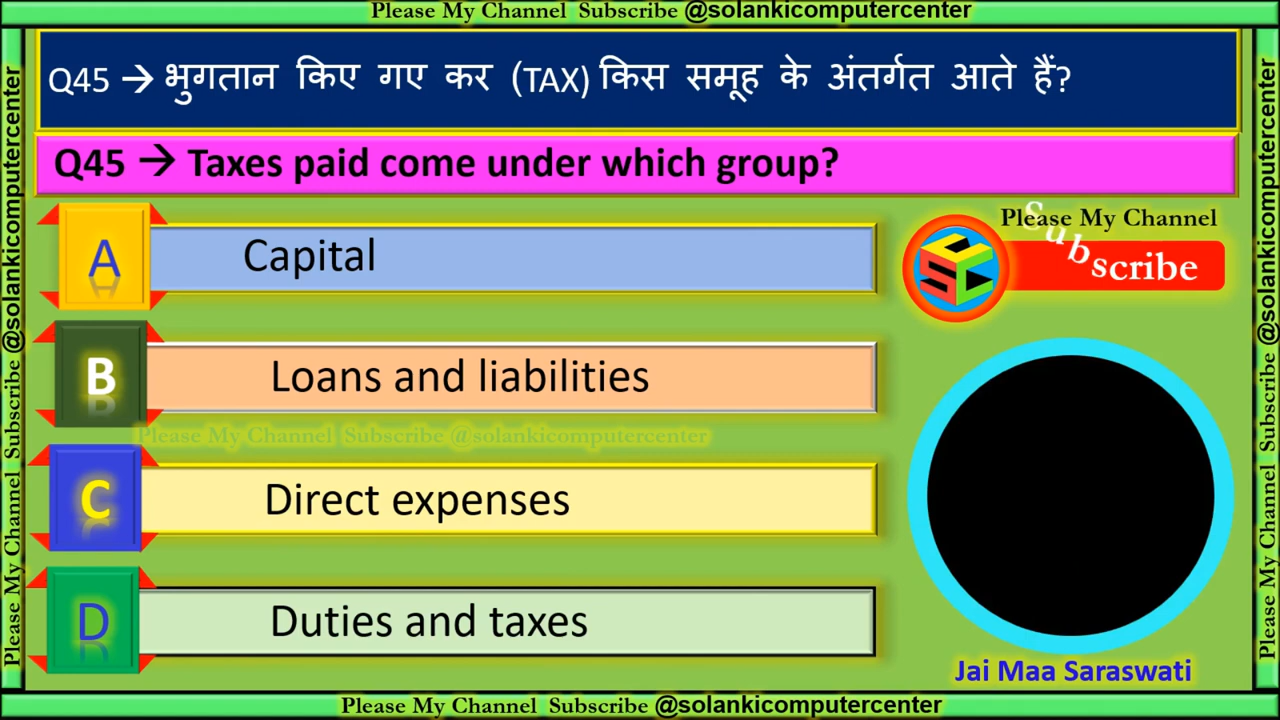 Please My Channel Subscribe @solankicomputercenter
Q45 → भुगतान किए गए कर (TAX) किस समूह के अंतर्गत आते हैं?
Q45 → Taxes paid come under which group?
A Capital
Please My Channel
Subscribe
CSC
B Loans and liabilities
Please My Channel Subscribe @solankicomputercenter
C Direct expenses
D Duties and taxes
Jai Maa Saraswati
Please My Channel Subscribe @solankicomputercenter
Please My Channel Subscribe @solankicomputercenter
Please My Channel Subscribe @solankicomputercenter